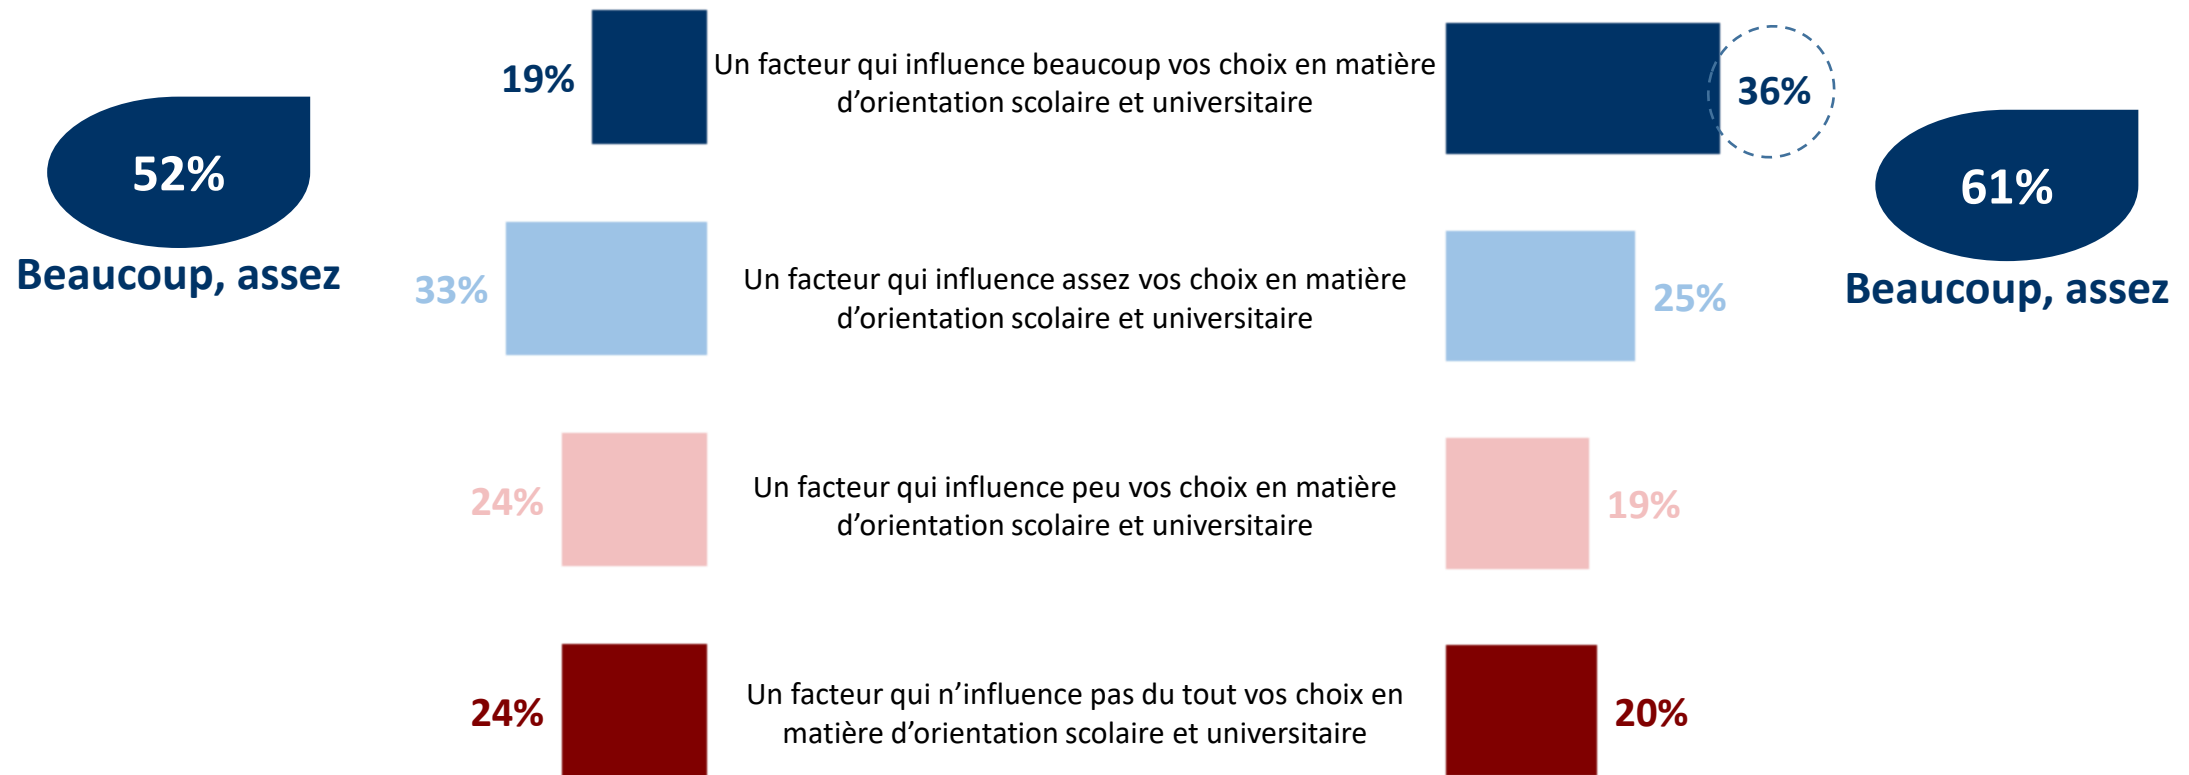 19%
Un facteur qui influence beaucoup vos choix en matière
d’orientation scolaire et universitaire
36%
52%
Beaucoup, assez
61%
Beaucoup, assez
33%
Un facteur qui influence assez vos choix en matière
d’orientation scolaire et universitaire
25%
24%
Un facteur qui influence peu vos choix en matière
d’orientation scolaire et universitaire
19%
24%
Un facteur qui n’influence pas du tout vos choix en
matière d’orientation scolaire et universitaire
20%